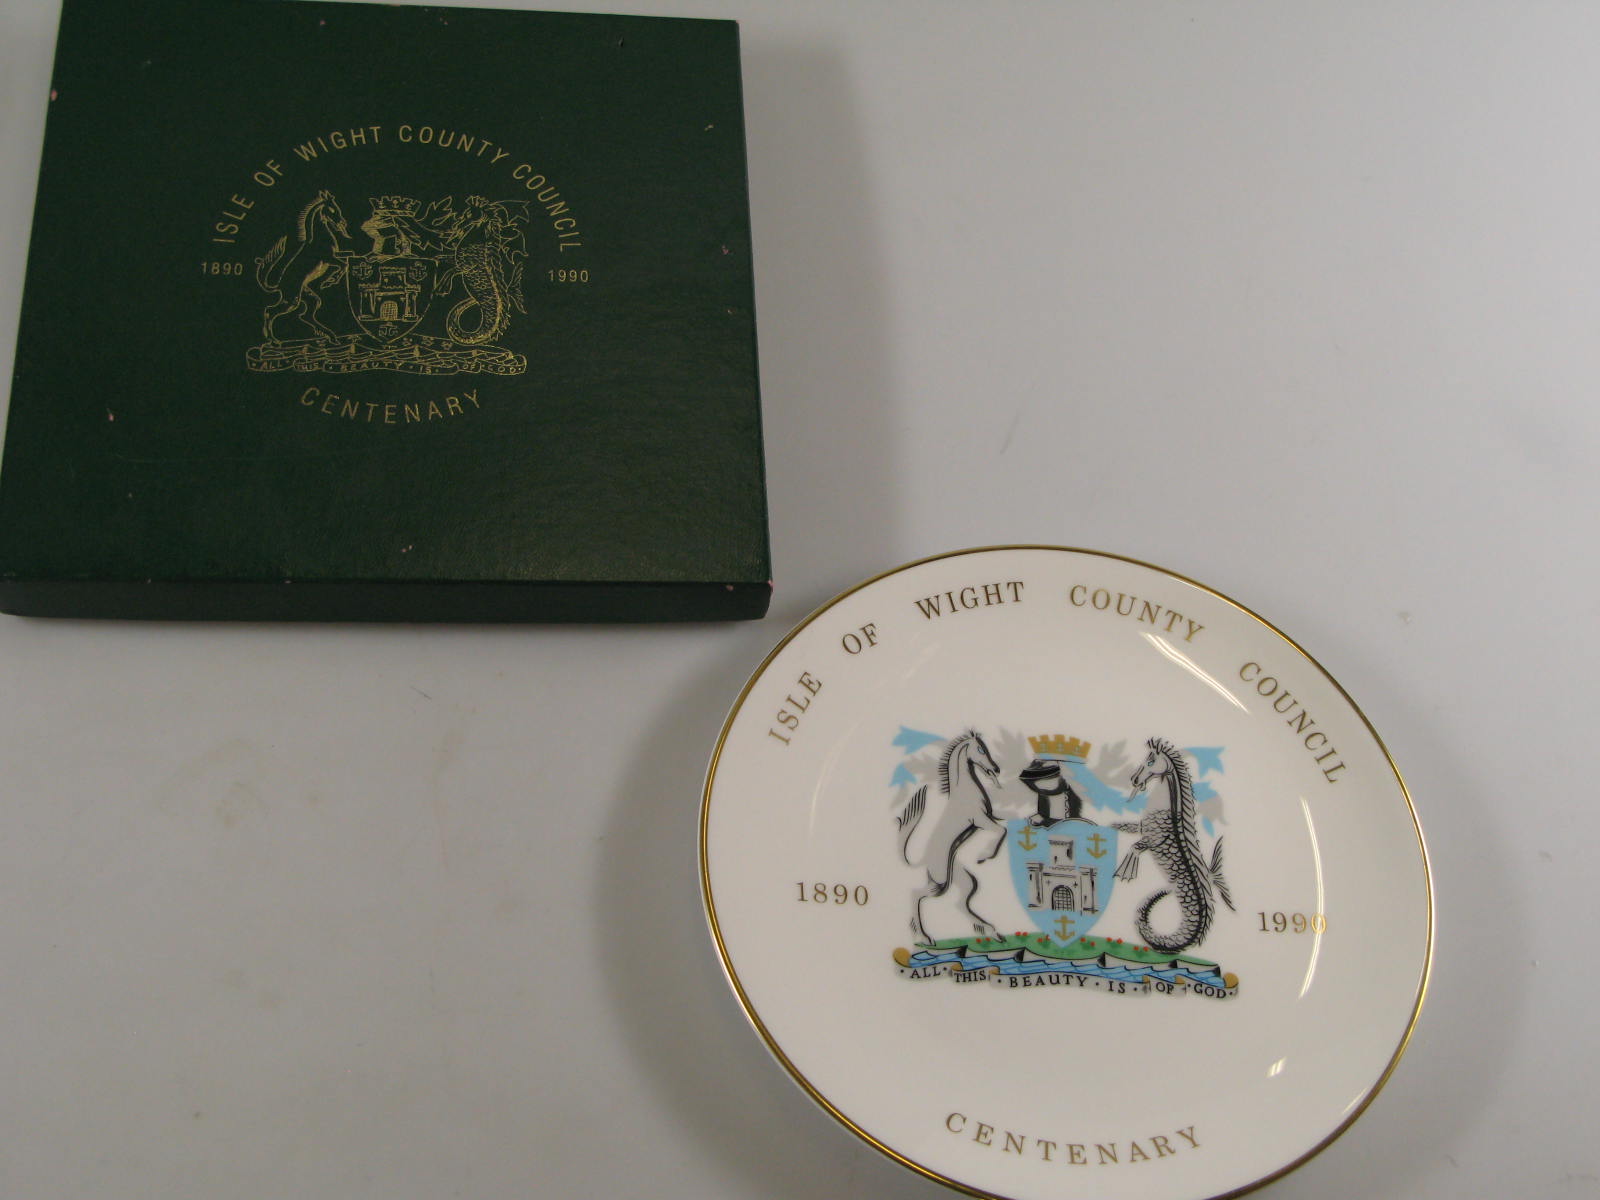 ISLE OF WIGHT COUNTY COUNCIL
1890 1990
· ALL · THIS · BEAUTY · IS · OF · GOD ·
CENTENARY
ISLE OF WIGHT COUNTY COUNCIL
1890 1990
· ALL · THIS · BEAUTY · IS · OF · GOD ·
CENTENARY